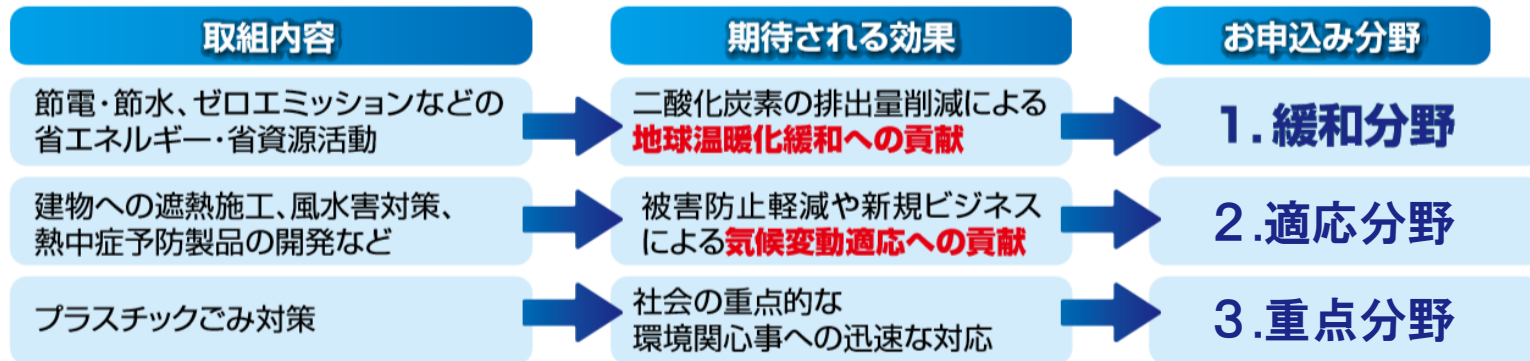 取組内容
期待される効果
お申込み分野
節電・節水、ゼロエミッションなどの
省エネルギー・省資源活動
二酸化炭素の排出量削減による
地球温暖化緩和への貢献
1.緩和分野
建物への遮熱施工、風水害対策、
熱中症予防製品の開発など
被害防止軽減や新規ビジネス
による気候変動適応への貢献
２.適応分野
プラスチックごみ対策
社会の重点的な
環境関心事への迅速な対応
３.重点分野